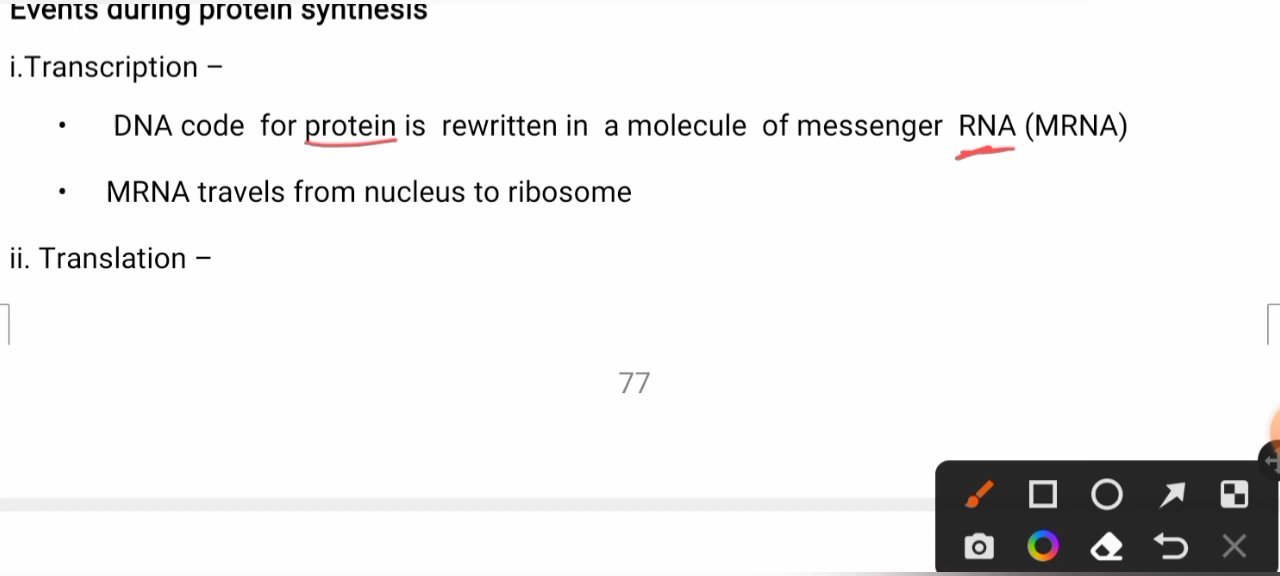 Events during protein synthesis
i.Transcription –
• DNA code for protein is rewritten in a molecule of messenger RNA (MRNA)
• MRNA travels from nucleus to ribosome
ii. Translation –
77